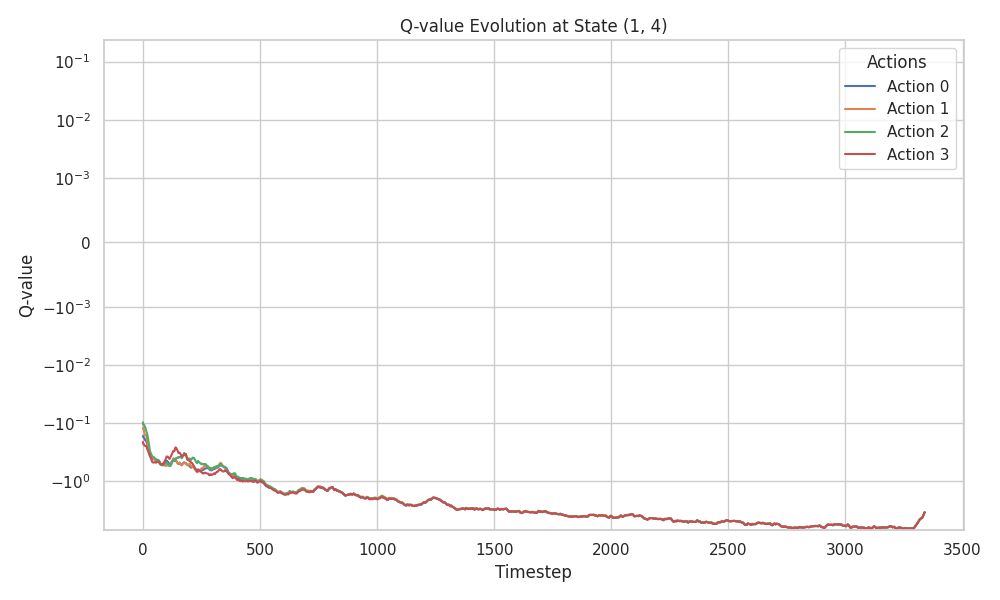 Q-value Evolution at State (1, 4)
Actions
Action 0
Action 1
Action 2
Action 3
Q-value
10⁻¹
10⁻²
10⁻³
0
−10⁻³
−10⁻²
−10⁻¹
−10⁰
0 500 1000 1500 2000 2500 3000 3500
Timestep